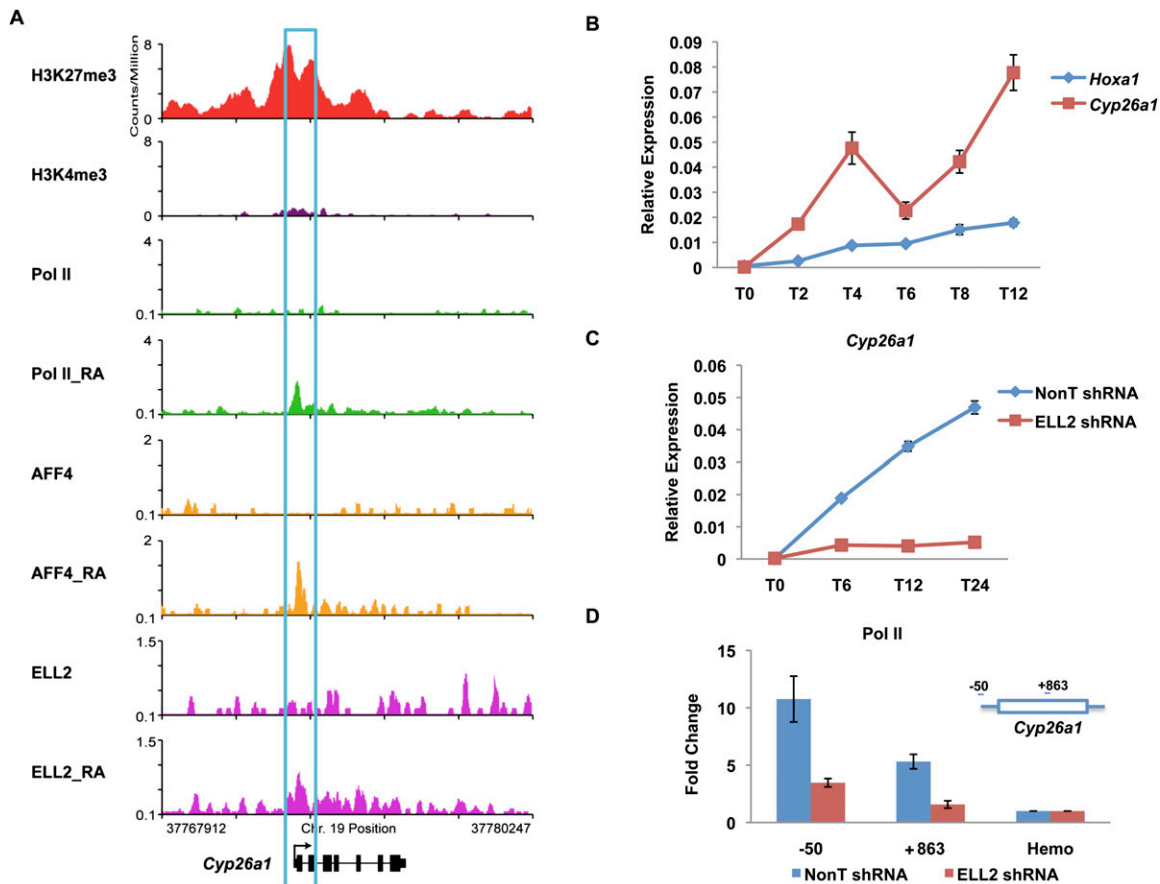 A
Counts/Million
H3K27me3
8
0
H3K4me3
8
0
Pol II
4
0.1
Pol II_RA
4
0.1
AFF4
2
0.1
AFF4_RA
2
0.1
ELL2
1.5
0.1
ELL2_RA
1.5
0.1
37767912 Chr. 19 Position 37780247
Cyp26a1
B
Relative Expression
0.09
0.08
0.07
0.06
0.05
0.04
0.03
0.02
0.01
0
T0 T2 T4 T6 T8 T12
Hoxa1
Cyp26a1
C
Cyp26a1
Relative Expression
0.06
0.05
0.04
0.03
0.02
0.01
0
T0 T6 T12 T24
NonT shRNA
ELL2 shRNA
D
Pol II
Fold Change
15
10
5
0
-50 +863
Cyp26a1
-50 +863 Hemo
NonT shRNA ELL2 shRNA